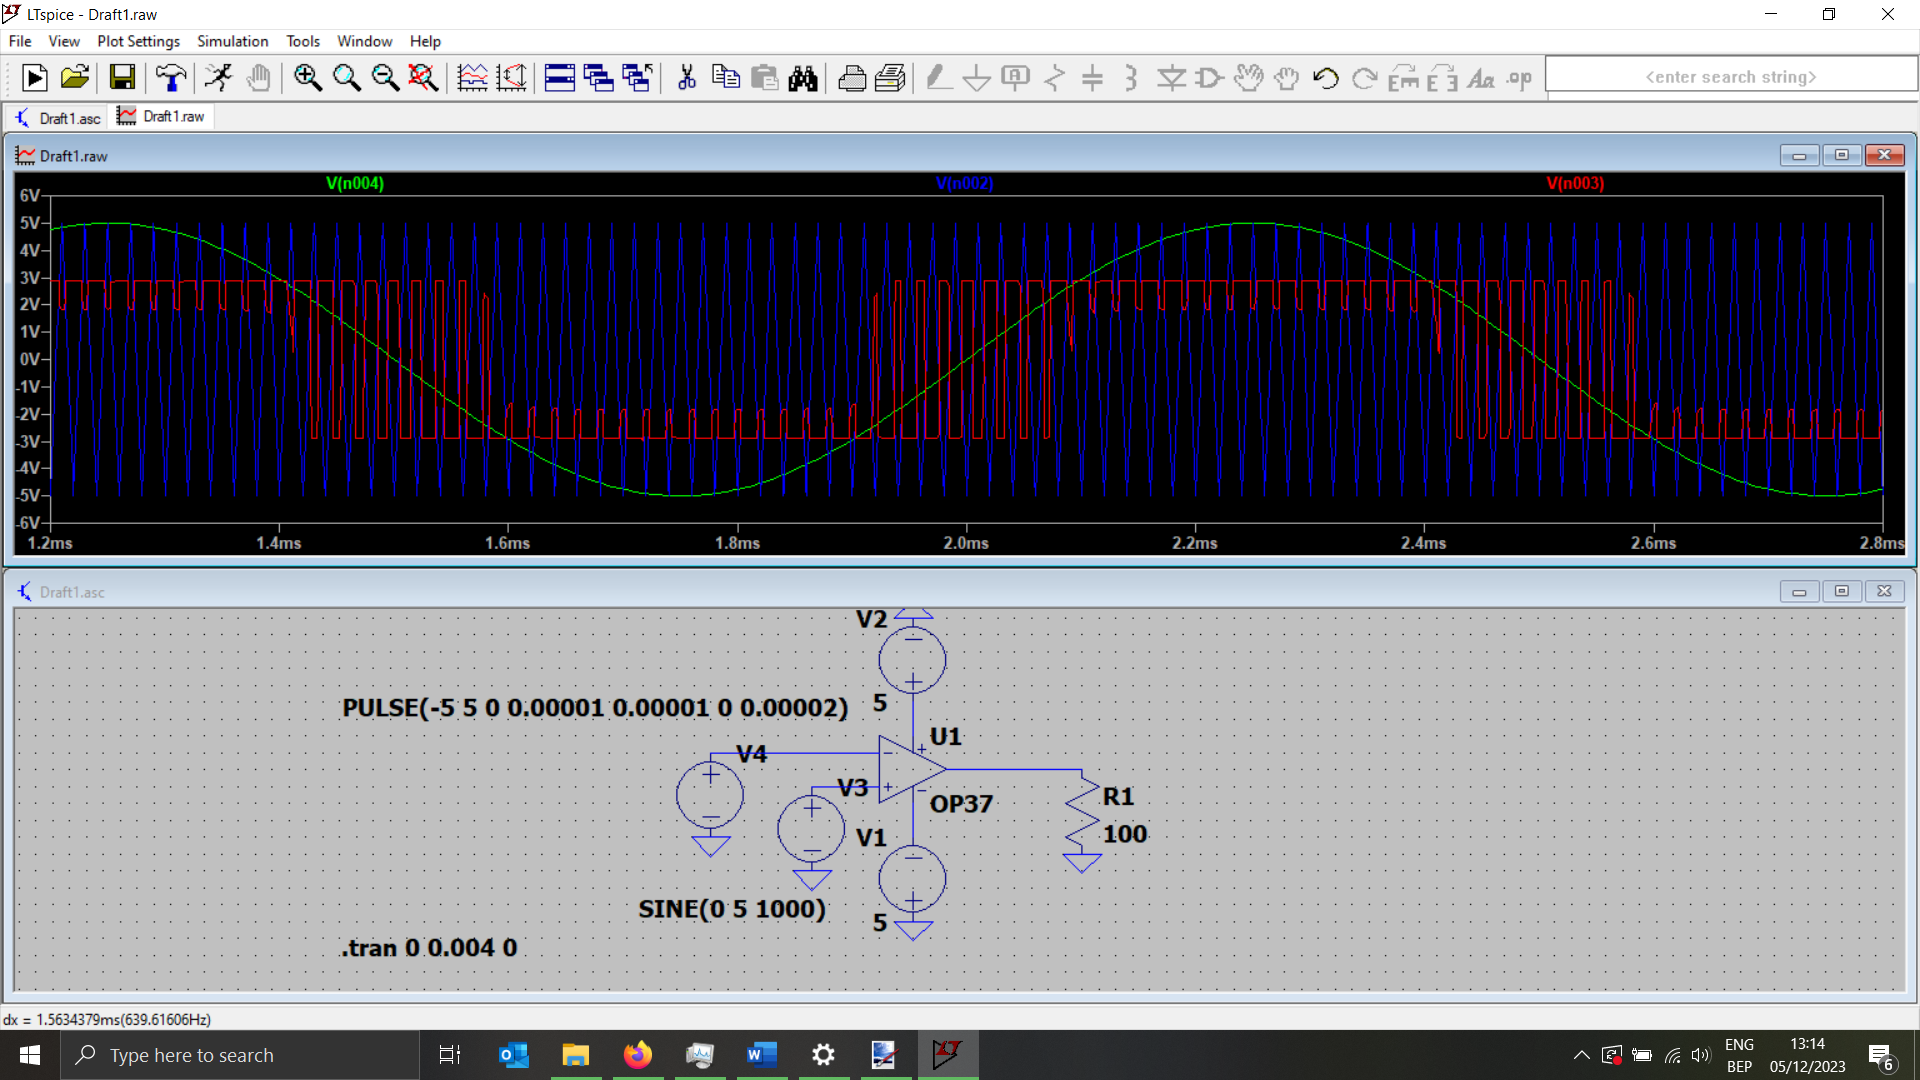 LTspice - Draft1.raw
File View Plot Settings Simulation Tools Window Help
<enter search string>
Draft1.asc Draft1.raw
Draft1.raw
V(n004) V(n002) V(n003)
6V
5V
4V
3V
2V
1V
0V
-1V
-2V
-3V
-4V
-5V
-6V
1.2ms 1.4ms 1.6ms 1.8ms 2.0ms 2.2ms 2.4ms 2.6ms 2.8ms
Draft1.asc
V2
PULSE(-5 5 0 0.00001 0.00001 0 0.00002) 5
U1
V4
V3
R1
OP37
V1
100
SINE(0 5 1000)
5
.tran 0 0.004 0
dx = 1.5634379ms(639.61606Hz)
Type here to search
ENG 13:14
BEP 05/12/2023
6